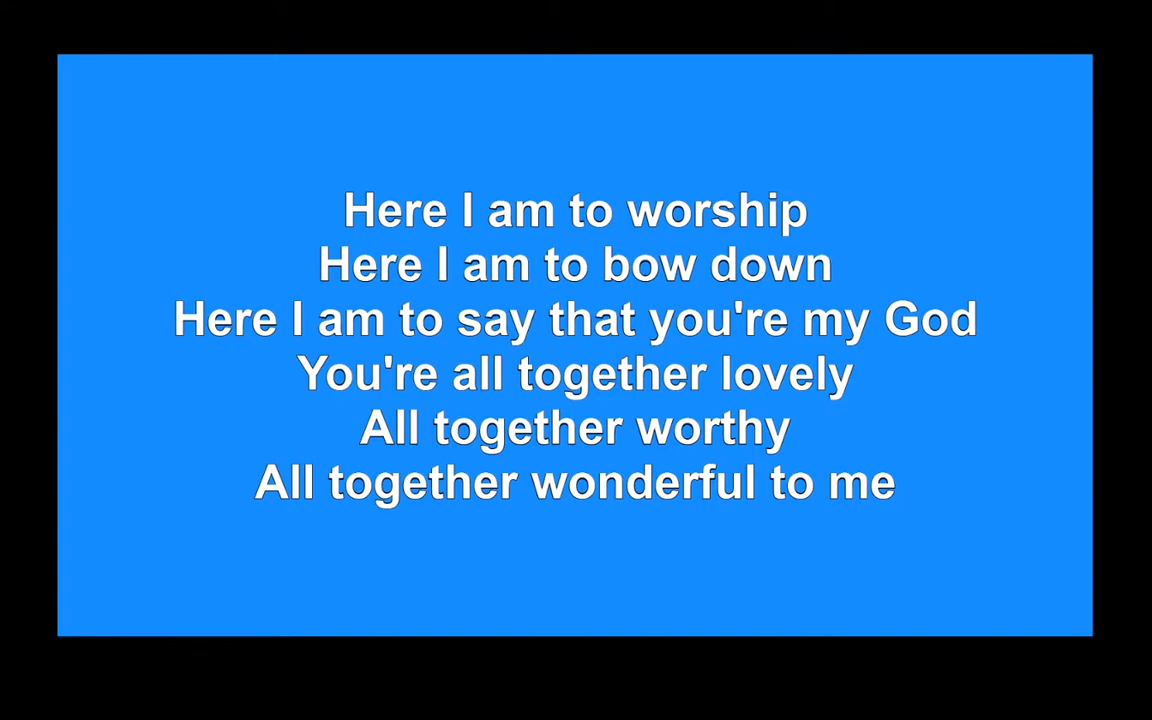 Here I am to worship
Here I am to bow down
Here I am to say that you're my God
You're all together lovely
All together worthy
All together wonderful to me